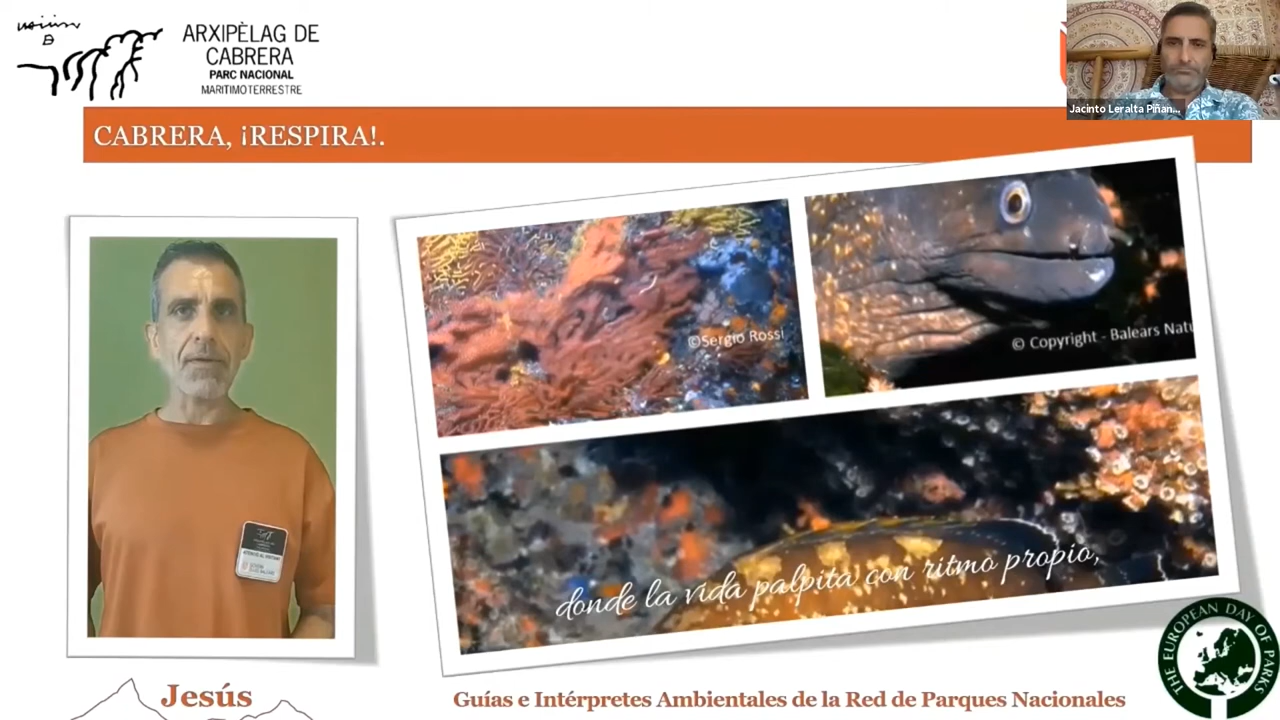 ARXIPÈLAG DE
CABRERA
PARC NACIONAL
MARITIMOTERRESTRE
Jacinto Leralta Piñan...
CABRERA, ¡RESPIRA!.
©Sergio Rossi
© Copyright - Balears Natu
donde la vida palpita con ritmo propio,
Jesús
Guías e Intérpretes Ambientales de la Red de Parques Nacionales
THE EUROPEAN DAY OF PARKS